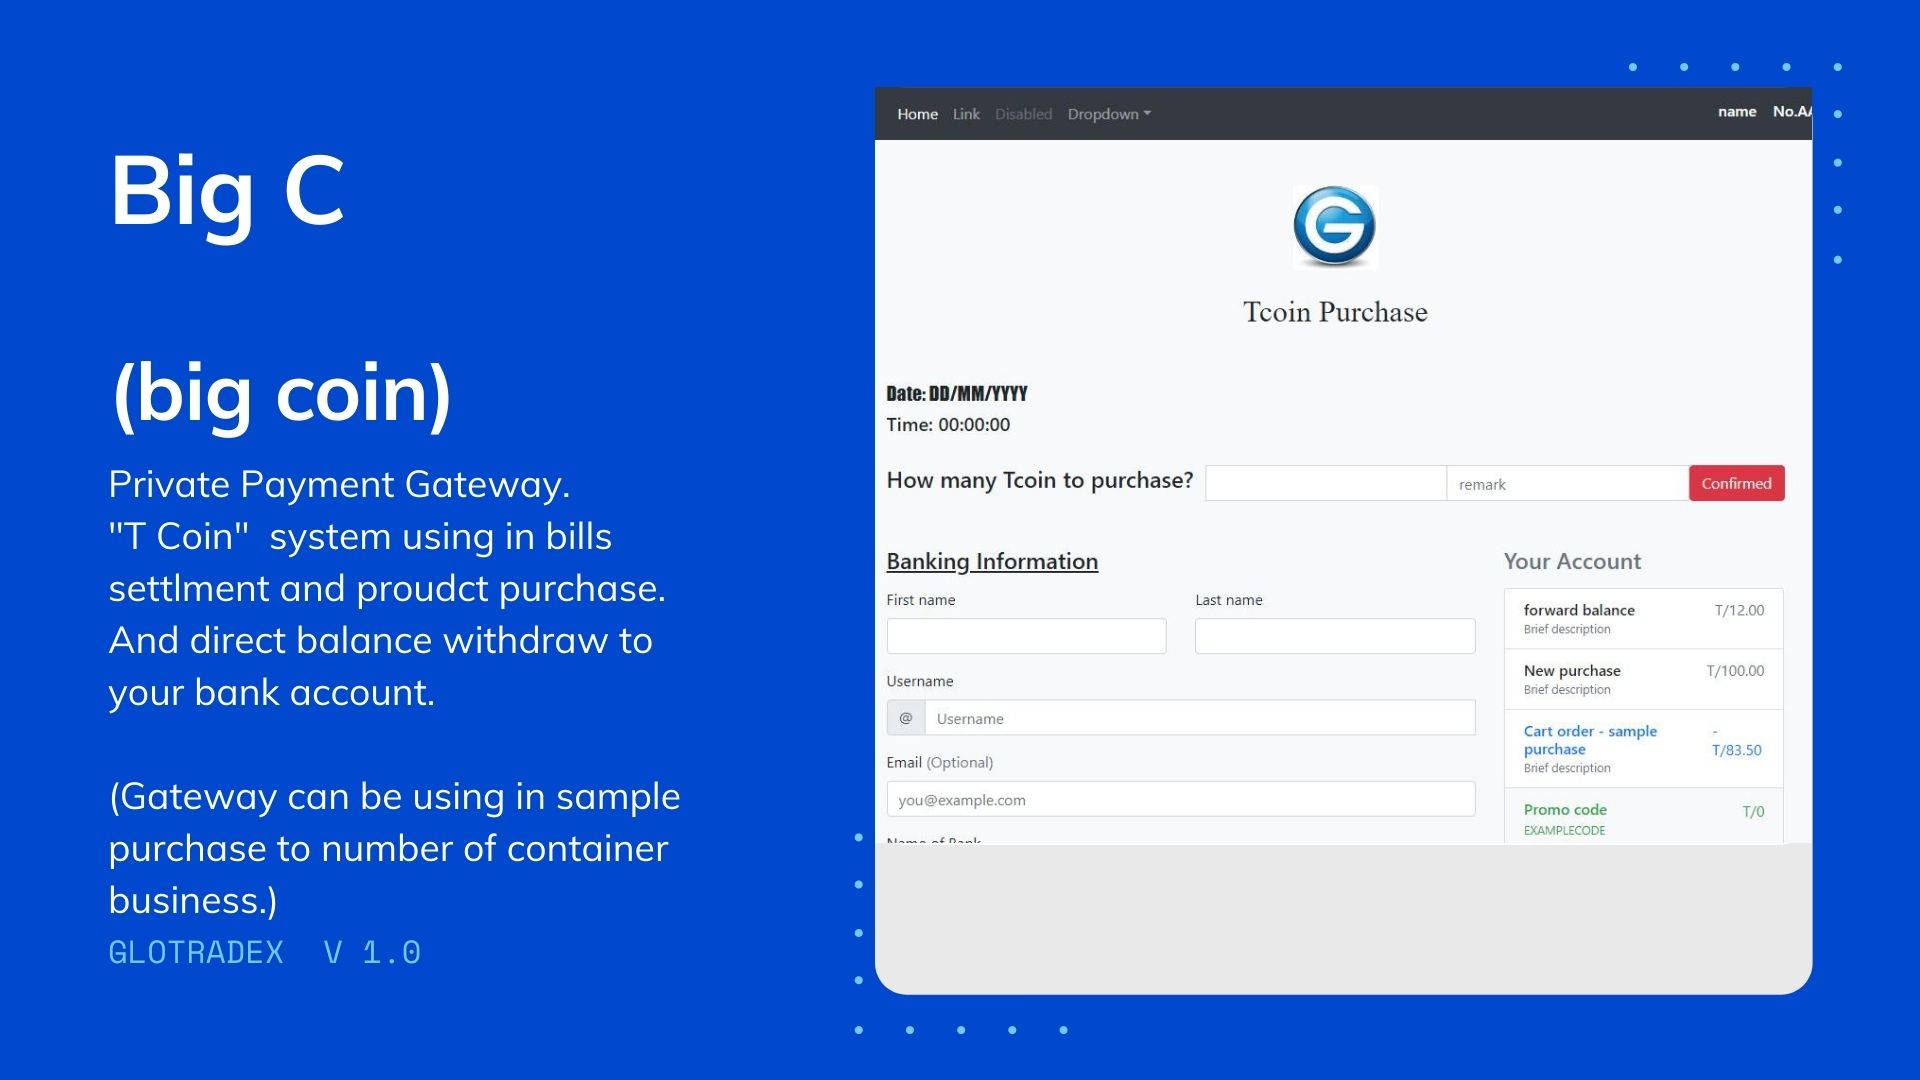 Big C
(big coin)
Private Payment Gateway.
"T Coin"  system using in bills
settlment and proudct purchase.
And direct balance withdraw to
your bank account.
(Gateway can be using in sample
purchase to number of container
business.)
GLOTRADEX  V 1.0
Home Link Disabled Dropdown name No.AA
G
Tcoin Purchase
Date: DD/MM/YYYY
Time: 00:00:00
How many Tcoin to purchase? remark Confirmed
Banking Information
First name Last name
Username
@ Username
Email (Optional)
you@example.com
Name of Bank
Your Account
forward balance T/12.00
Brief description
New purchase T/100.00
Brief description
Cart order - sample -
purchase T/83.50
Brief description
Promo code T/0
EXAMPLECODE